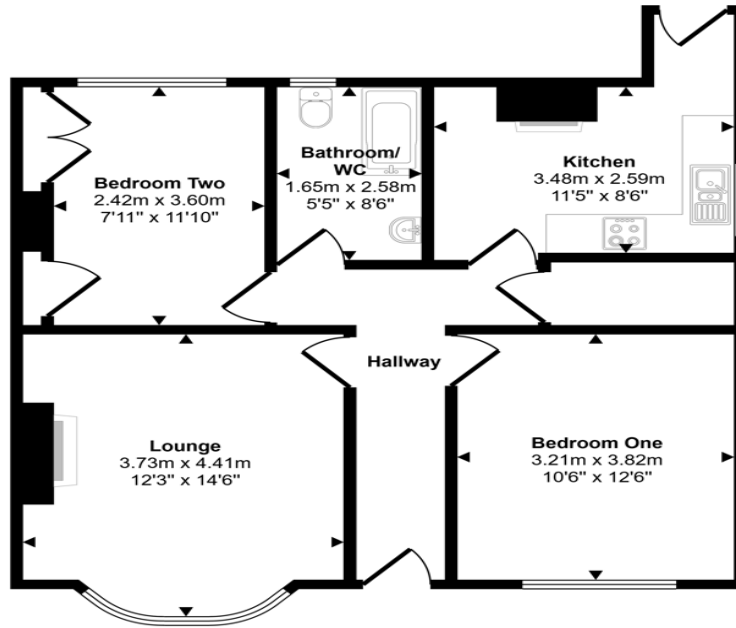 Bedroom Two
2.42m x 3.60m
7'11" x 11'10"
Bathroom/
WC
1.65m x 2.58m
5'5" x 8'6"
Kitchen
3.48m x 2.59m
11'5" x 8'6"
Hallway
Lounge
3.73m x 4.41m
12'3" x 14'6"
Bedroom One
3.21m x 3.82m
10'6" x 12'6"